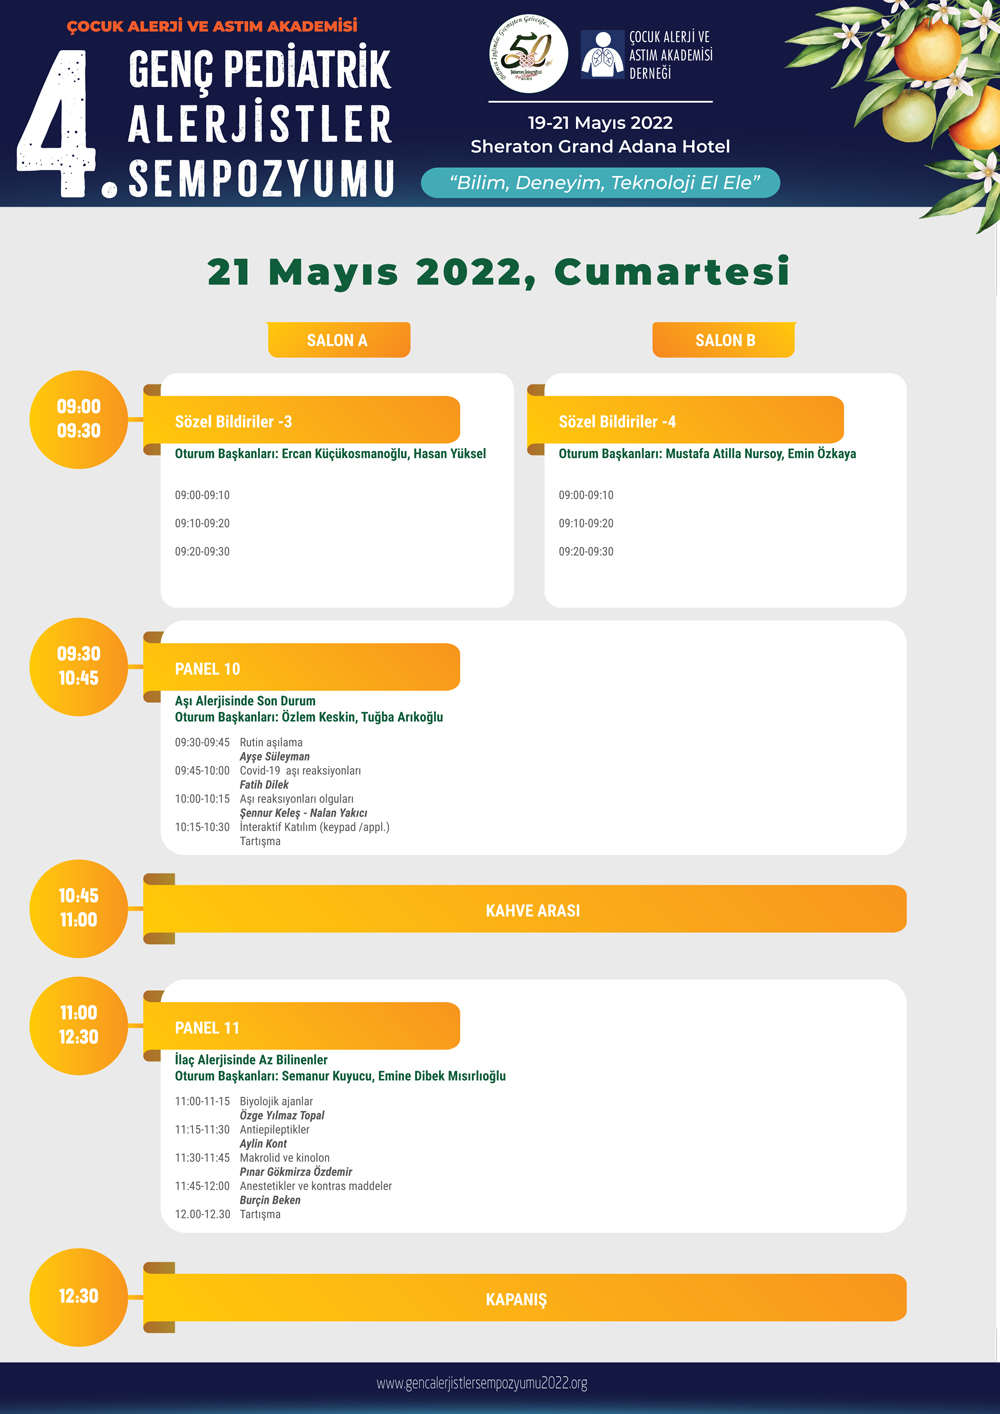 ÇOCUK ALERJİ VE ASTIM AKADEMİSİ
4. GENÇ PEDİATRİK
ALERJİSTLER
SEMPOZYUMU
50
ÇOCUK ALERJİ VE
ASTIM AKADEMİSİ
DERNEĞİ
19-21 Mayıs 2022
Sheraton Grand Adana Hotel
“Bilim, Deneyim, Teknoloji El Ele”
21 Mayıs 2022, Cumartesi
SALON A
SALON B
09:00
09:30
Sözel Bildiriler -3
Oturum Başkanları: Ercan Küçükosmanoğlu, Hasan Yüksel
09:00-09:10
09:10-09:20
09:20-09:30
Sözel Bildiriler -4
Oturum Başkanları: Mustafa Atilla Nursoy, Emin Özkaya
09:00-09:10
09:10-09:20
09:20-09:30
09:30
10:45
PANEL 10
Aşı Alerjisinde Son Durum
Oturum Başkanları: Özlem Keskin, Tuğba Arıkoğlu
09:30-09:45 Rutin aşılama
Ayşe Süleyman
09:45-10:00 Covid-19 aşı reaksiyonları
Fatih Dilek
10:00-10:15 Aşı reaksıyonları olguları
Şennur Keleş - Nalan Yakıcı
10:15-10:30 İnteraktif Katılım (keypad /appl.)
Tartışma
10:45
11:00
KAHVE ARASI
11:00
12:30
PANEL 11
İlaç Alerjisinde Az Bilinenler
Oturum Başkanları: Semanur Kuyucu, Emine Dibek Mısırlıoğlu
11:00-11-15 Biyolojik ajanlar
Özge Yılmaz Topal
11:15-11:30 Antiepileptikler
Aylin Kont
11:30-11:45 Makrolid ve kinolon
Pınar Gökmirza Özdemir
11:45-12:00 Anestetikler ve kontras maddeler
Burçin Beken
12.00-12.30 Tartışma
12:30
KAPANIŞ
www.gencalerjistlersempozyumu2022.org